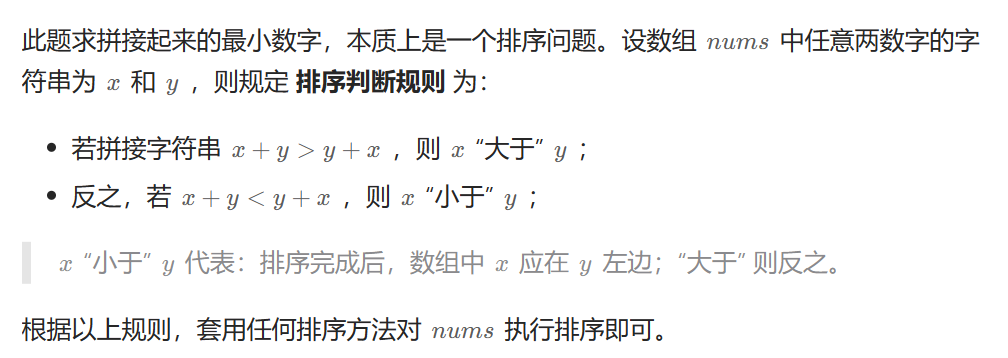 此题求拼接起来的最小数字，本质上是一个排序问题。设数组 nums 中任意两数字的字
符串为 x 和 y ，则规定 排序判断规则 为：
• 若拼接字符串 x + y > y + x ，则 x “大于” y ；
• 反之，若 x + y < y + x ，则 x “小于” y ；
x “小于” y 代表：排序完成后，数组中 x 应在 y 左边；“大于” 则反之。
根据以上规则，套用任何排序方法对 nums 执行排序即可。